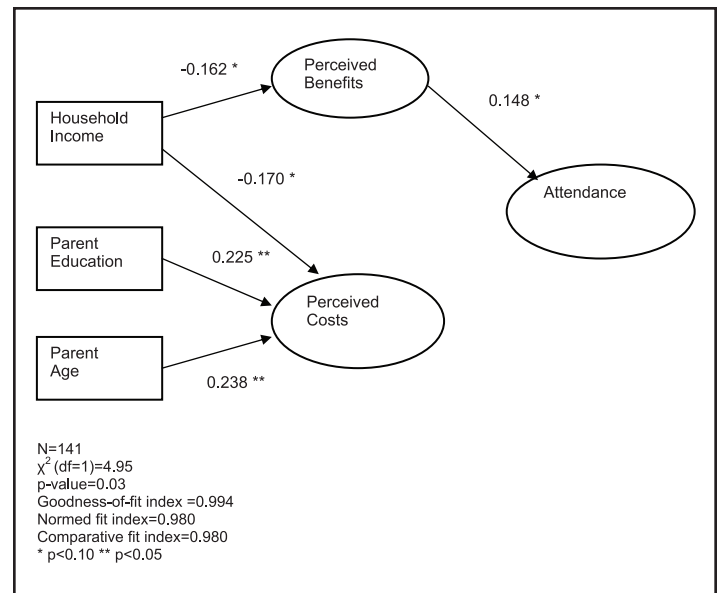 -0.162 *
Perceived
Benefits
0.148 *
Household
Income
-0.170 *
Attendance
Parent
Education
0.225 **
Perceived
Costs
Parent
Age
0.238 **
N=141
χ² (df=1)=4.95
p-value=0.03
Goodness-of-fit index =0.994
Normed fit index=0.980
Comparative fit index=0.980
* p<0.10 ** p<0.05